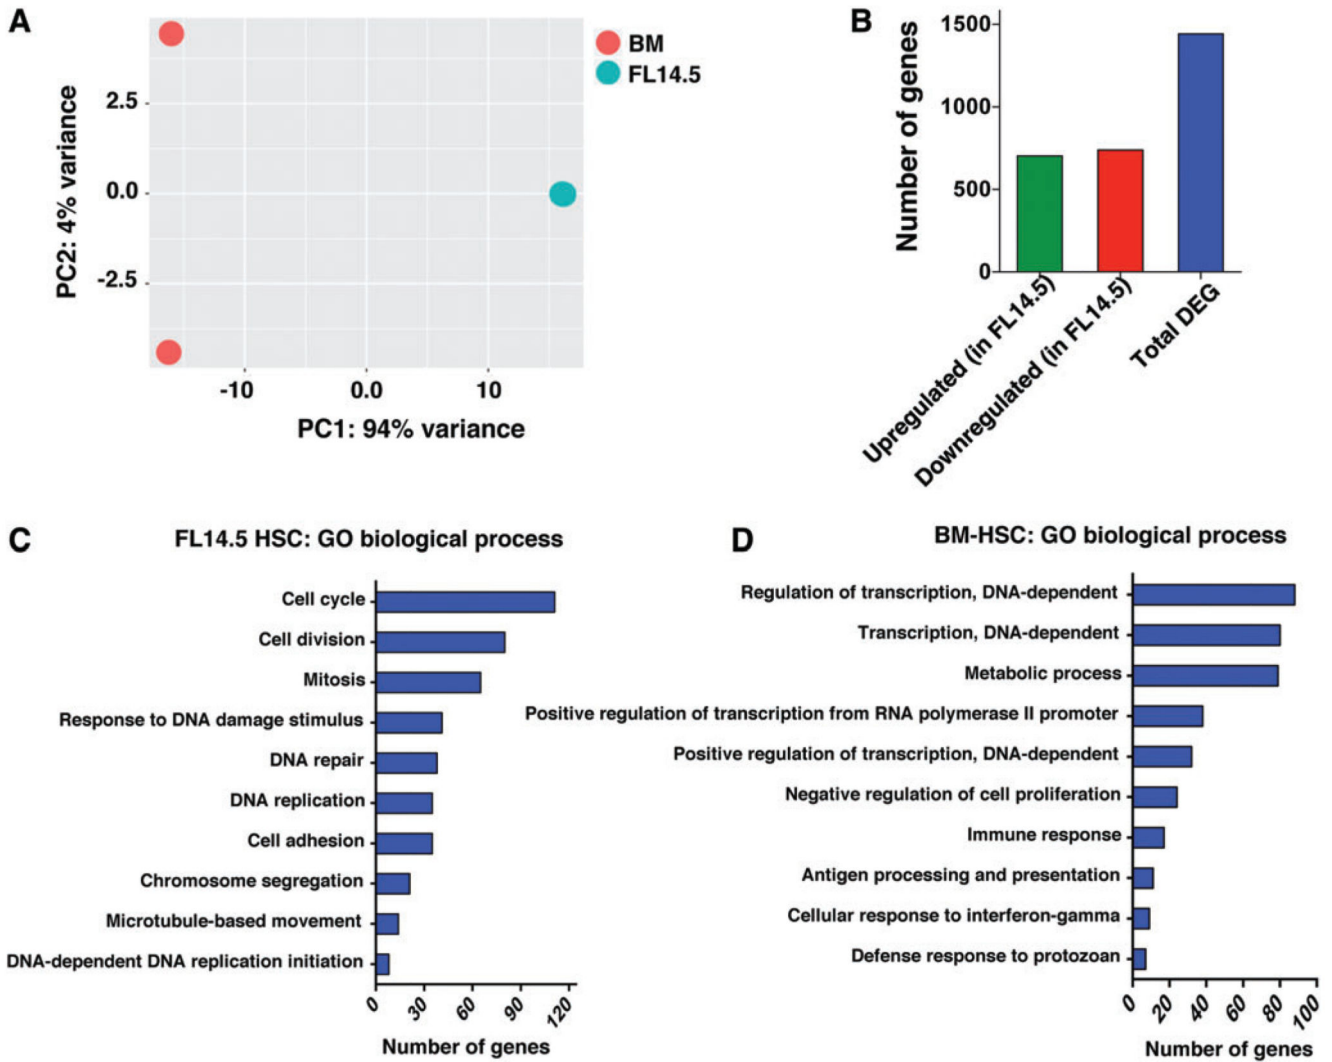 A
BM
FL14.5
2.5
0.0
-2.5
PC2: 4% variance
-10
0.0
10
PC1: 94% variance
B
1500
1000
500
0
Number of genes
Upregulated (in FL14.5)
Downregulated (in FL14.5)
Total DEG
C
FL14.5 HSC: GO biological process
Cell cycle
Cell division
Mitosis
Response to DNA damage stimulus
DNA repair
DNA replication
Cell adhesion
Chromosome segregation
Microtubule-based movement
DNA-dependent DNA replication initiation
0
30
60
90
120
Number of genes
D
BM-HSC: GO biological process
Regulation of transcription, DNA-dependent
Transcription, DNA-dependent
Metabolic process
Positive regulation of transcription from RNA polymerase II promoter
Positive regulation of transcription, DNA-dependent
Negative regulation of cell proliferation
Immune response
Antigen processing and presentation
Cellular response to interferon-gamma
Defense response to protozoan
0
20
40
60
80
100
Number of genes